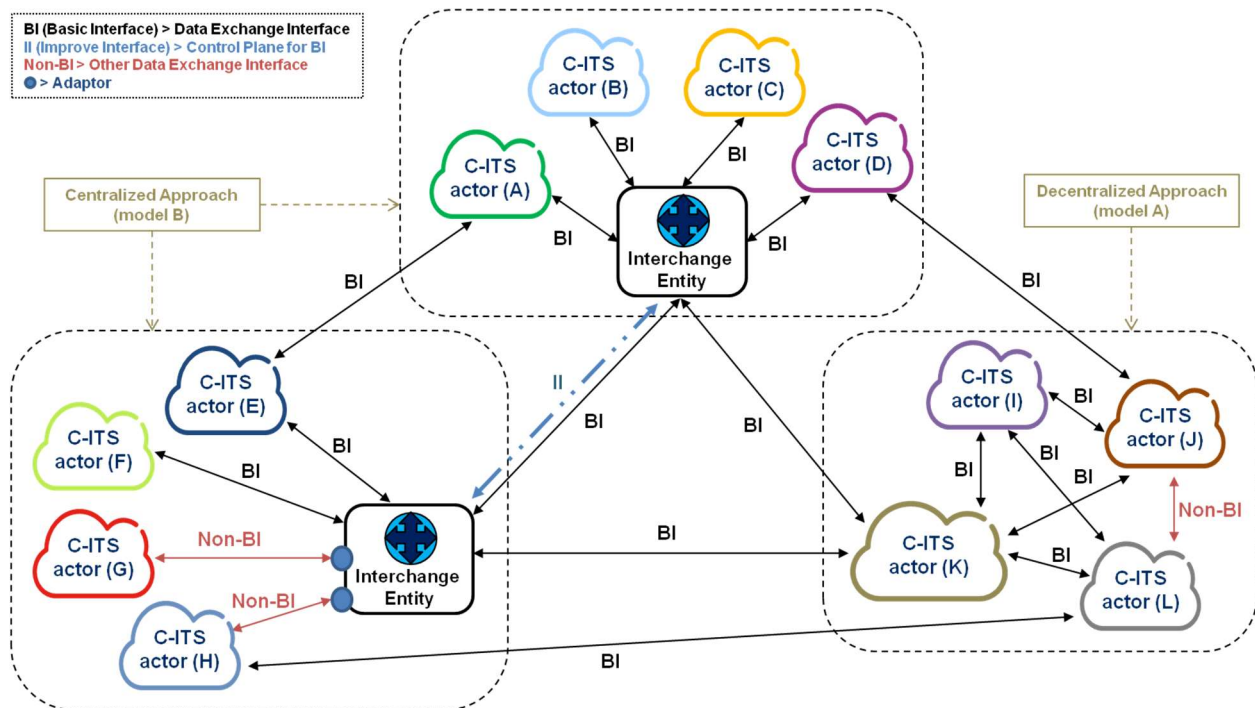 BI (Basic Interface) > Data Exchange Interface
II (Improve Interface) > Control Plane for BI
Non-BI > Other Data Exchange Interface
> Adaptor
C-ITS
actor (B)
C-ITS
actor (C)
C-ITS
actor (A)
C-ITS
actor (D)
BI
BI
BI
BI
Interchange
Entity
Centralized Approach
(model B)
Decentralized Approach
(model A)
BI
BI
II
BI
BI
C-ITS
actor (E)
C-ITS
actor (F)
C-ITS
actor (G)
C-ITS
actor (H)
BI
BI
Non-BI
Non-BI
Interchange
Entity
BI
BI
C-ITS
actor (I)
C-ITS
actor (J)
C-ITS
actor (K)
C-ITS
actor (L)
BI
BI
BI
BI
BI
Non-BI